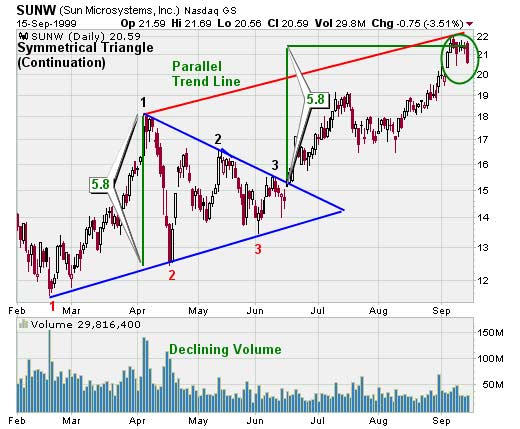 SUNW (Sun Microsystems, Inc.) Nasdaq GS
15-Sep-1999 Op 21.59 Hi 21.69 Lo 20.56 Cl 20.59 Vol 29.8M Chg -0.75 (-3.51%)
SUNW (Daily) 20.59
Symmetrical Triangle
(Continuation)
Parallel
Trend Line
22
21
20
19
18
17
16
15
14
13
12
1
2
3
5.8
5.8
1
2
3
Feb Mar Apr May Jun Jul Aug Sep
Volume 29,816,400
Declining Volume
150M
100M
50M
Feb Mar Apr May Jun Jul Aug Sep